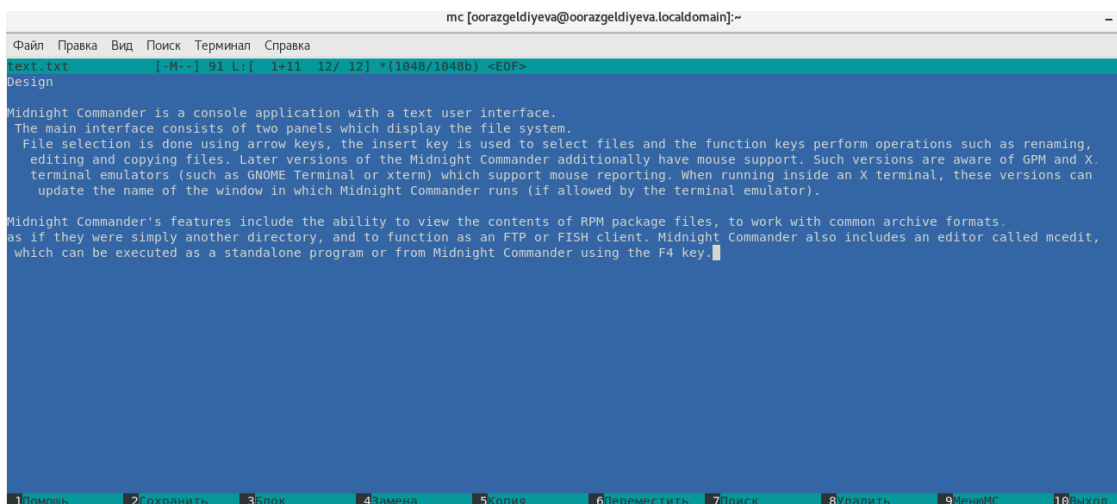 mc [oorazgeldiyeva@oorazgeldiyeva.localdomain]:~
Файл Правка Вид Поиск Терминал Справка
text.txt [-M--] 91 L:[ 1+11 12/ 12] *(1048/1048b) <EOF>
Design
Midnight Commander is a console application with a text user interface.
The main interface consists of two panels which display the file system.
File selection is done using arrow keys, the insert key is used to select files and the function keys perform operations such as renaming,
editing and copying files. Later versions of the Midnight Commander additionally have mouse support. Such versions are aware of GPM and X.
terminal emulators (such as GNOME Terminal or xterm) which support mouse reporting. When running inside an X terminal, these versions can
update the name of the window in which Midnight Commander runs (if allowed by the terminal emulator).
Midnight Commander's features include the ability to view the contents of RPM package files, to work with common archive formats.
as if they were simply another directory, and to function as an FTP or FISH client. Midnight Commander also includes an editor called mcedit,
which can be executed as a standalone program or from Midnight Commander using the F4 key.
1Помощь 2Сохранить 3Блок 4Замена 5Копия 6Переместить 7Поиск 8Удалить 9МенюMC 10Выход